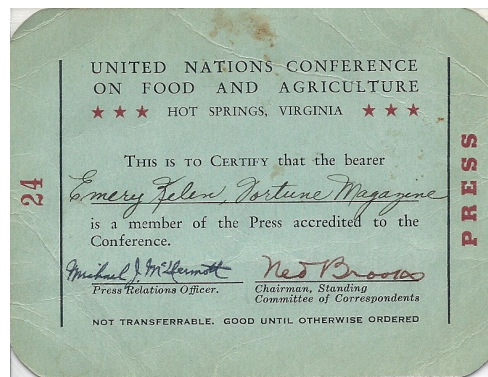 UNITED NATIONS CONFERENCE
ON FOOD AND AGRICULTURE
★ ★ ★ HOT SPRINGS, VIRGINIA ★ ★ ★
THIS IS TO CERTIFY that the bearer
Emery Kelen, Fortune Magazine
is a member of the Press accredited to the
Conference.
Michael J. McDermott Ned Brooks
Press Relations Officer. Chairman, Standing
Committee of Correspondents
NOT TRANSFERRABLE. GOOD UNTIL OTHERWISE ORDERED
24
PRESS